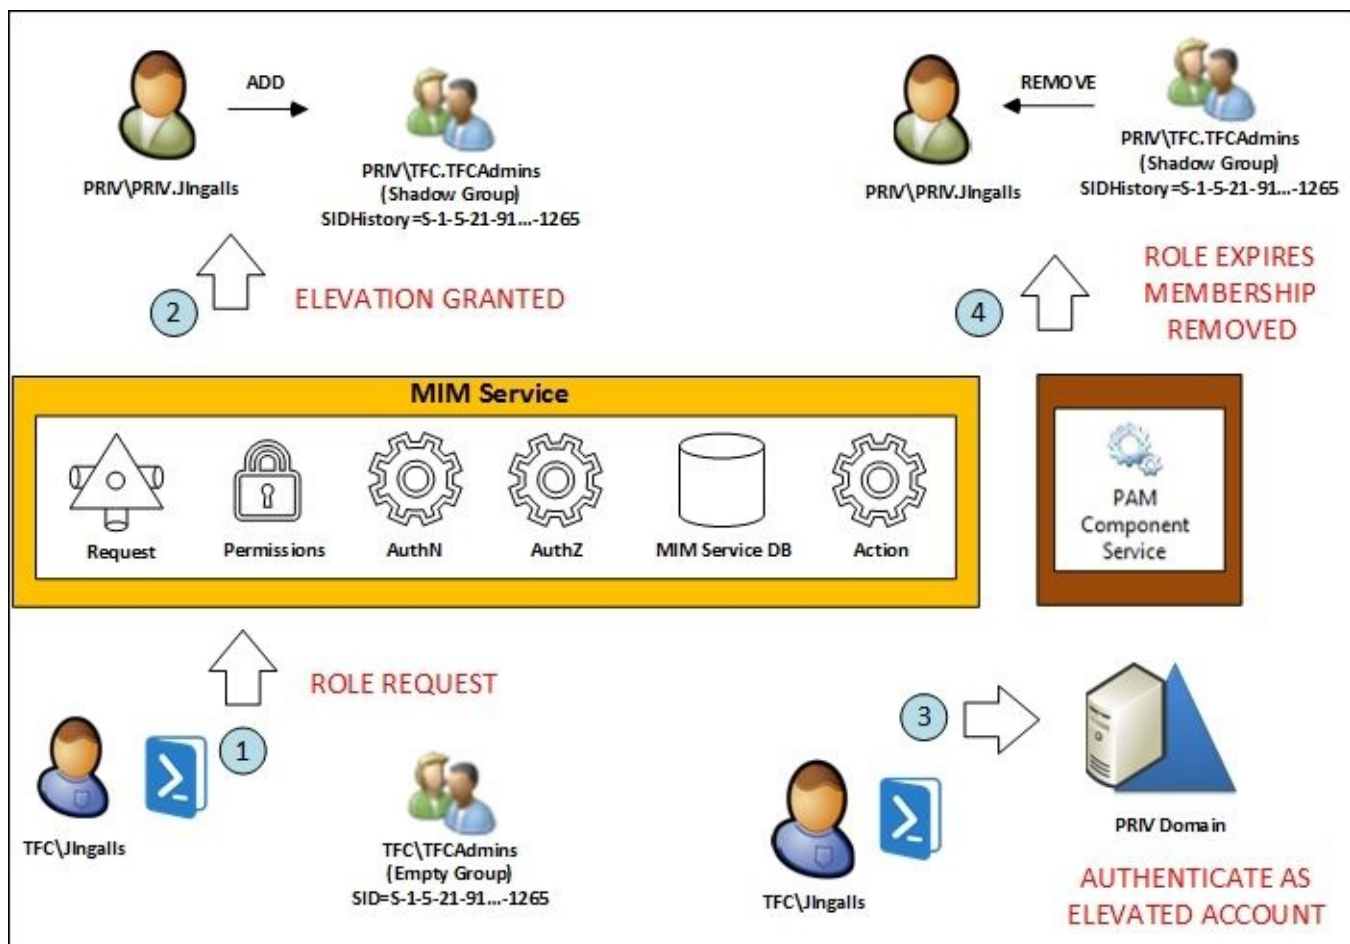 ADD
PRIV\PRIV.JIngalls
PRIV\TFC.TFCAdmins
(Shadow Group)
SIDHistory=S-1-5-21-91...-1265
REMOVE
PRIV\PRIV.JIngalls
PRIV\TFC.TFCAdmins
(Shadow Group)
SIDHistory=S-1-5-21-91...-1265
2
ELEVATION GRANTED
4
ROLE EXPIRES
MEMBERSHIP
REMOVED
MIM Service
Request
Permissions
AuthN
AuthZ
MIM Service DB
Action
PAM
Component
Service
1
ROLE REQUEST
TFC\JIngalls
TFC\TFCAdmins
(Empty Group)
SID=S-1-5-21-91...-1265
3
TFC\JIngalls
PRIV Domain
AUTHENTICATE AS
ELEVATED ACCOUNT